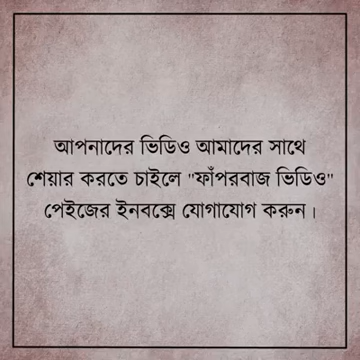 আপনাদের ভিডিও আমাদের সাথে
শেয়ার করতে চাইলে "ফাঁপরবাজ ভিডিও"
পেইজের ইনবক্সে যোগাযোগ করুন।